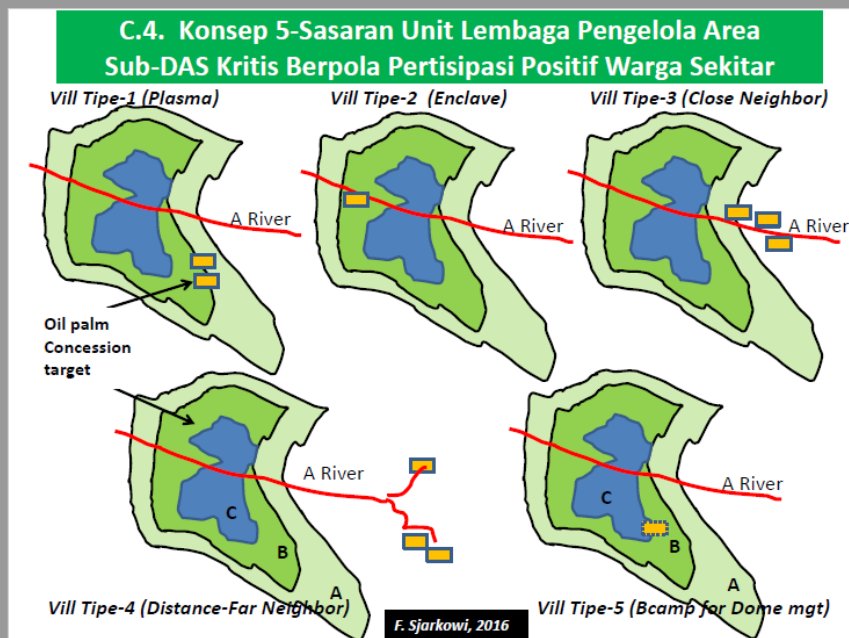 C.4. Konsep 5-Sasaran Unit Lembaga Pengelola Area
Sub-DAS Kritis Berpola Pertisipasi Positif Warga Sekitar
Vill Tipe-1 (Plasma)
Vill Tipe-2 (Enclave)
Vill Tipe-3 (Close Neighbor)
A River
A River
A River
Oil palm
Concession
target
A River
C
B
A
A River
C
B
A
Vill Tipe-4 (Distance-Far Neighbor)
Vill Tipe-5 (Bcamp for Dome mgt)
F. Sjarkowi, 2016